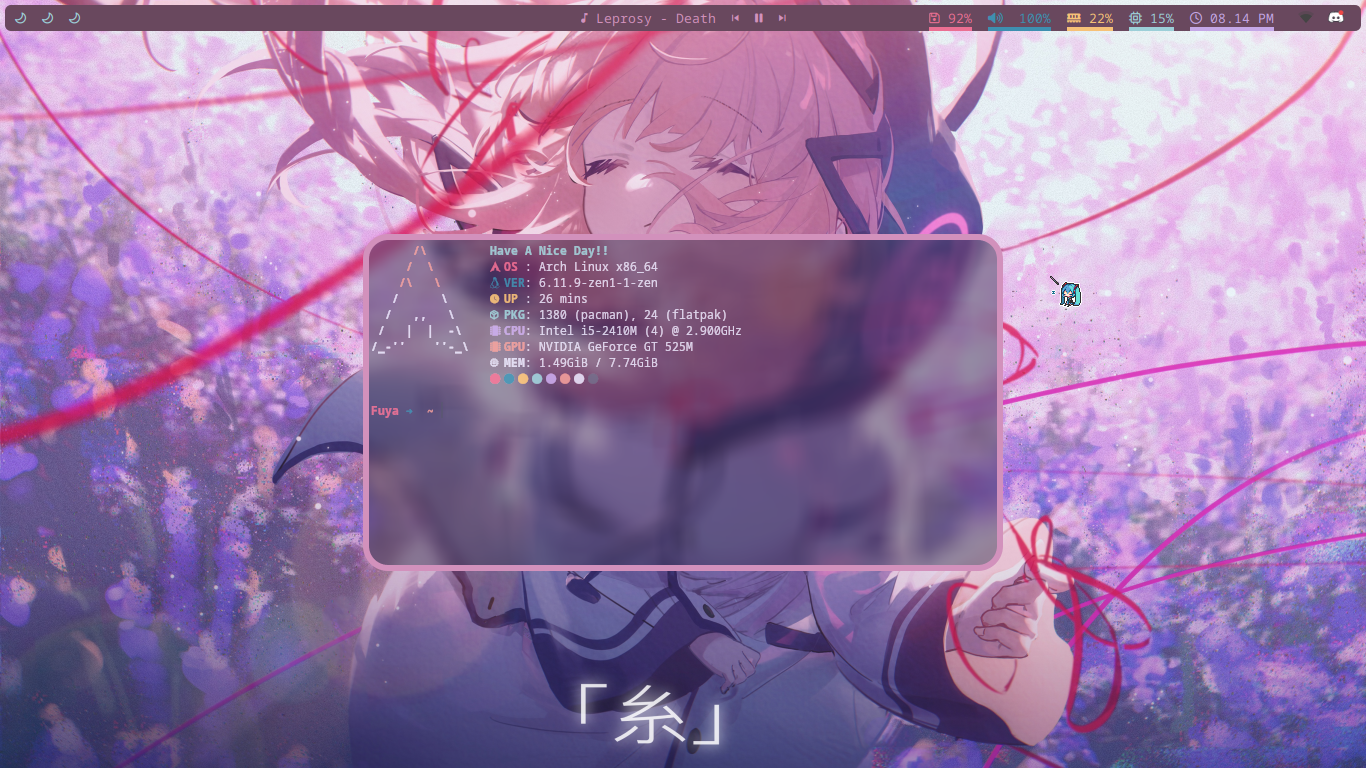 Leprosy - Death
92%
100%
22%
15%
08.14 PM
Have A Nice Day!!
OS : Arch Linux x86_64
VER: 6.11.9-zen1-1-zen
UP : 26 mins
PKG: 1380 (pacman), 24 (flatpak)
CPU: Intel i5-2410M (4) @ 2.900GHz
GPU: NVIDIA GeForce GT 525M
MEM: 1.49GiB / 7.74GiB
Fuya ➜ ~
「糸」